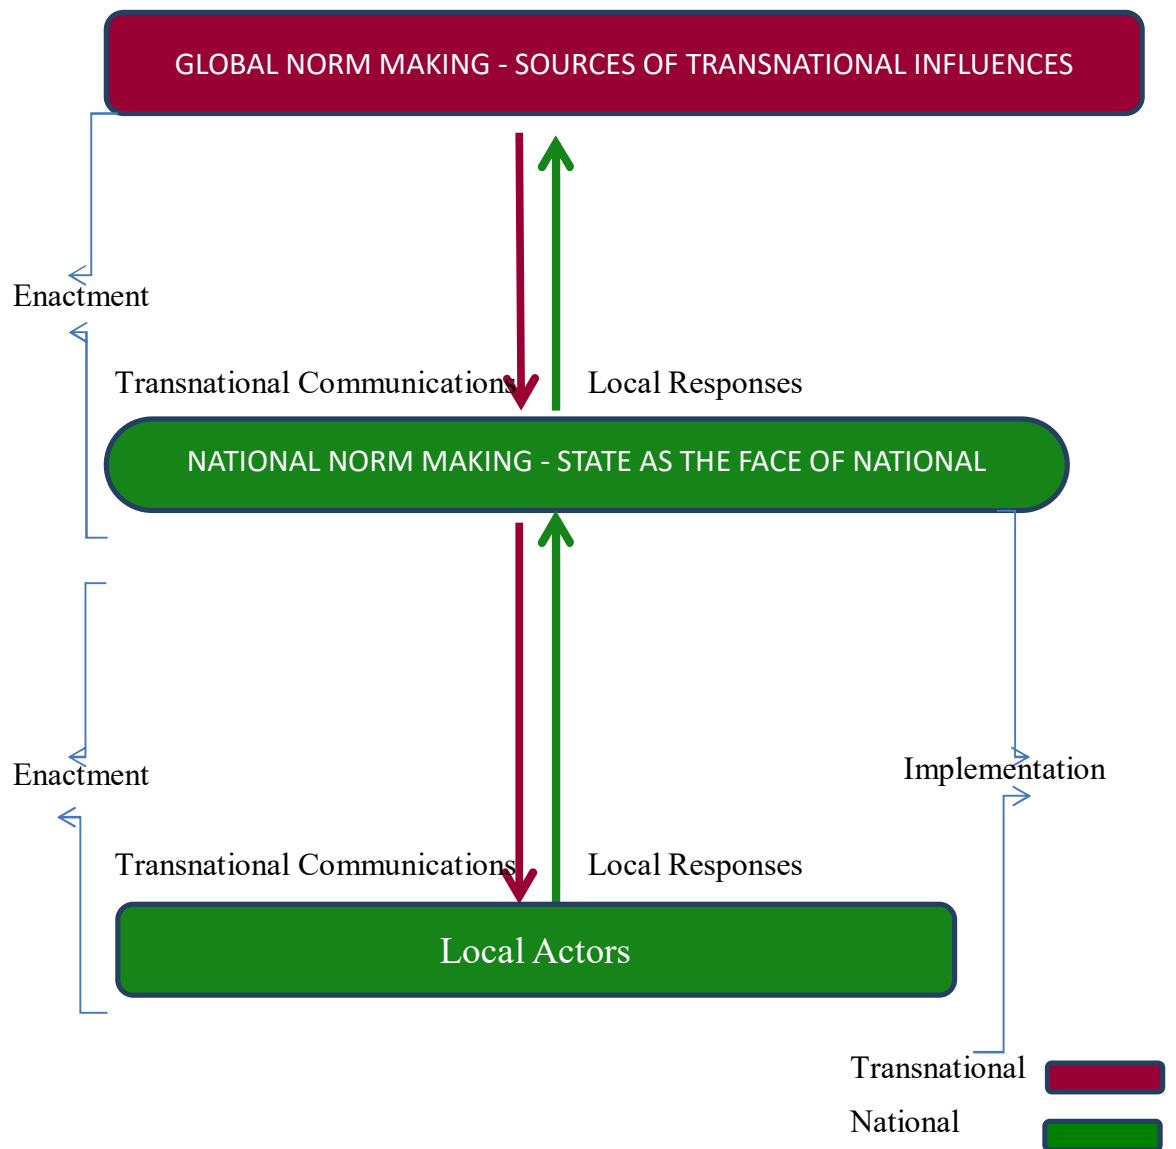 GLOBAL NORM MAKING - SOURCES OF TRANSNATIONAL INFLUENCES
Enactment
Transnational Communications
Local Responses
NATIONAL NORM MAKING - STATE AS THE FACE OF NATIONAL
Enactment
Implementation
Transnational Communications
Local Responses
Local Actors
Transnational
National